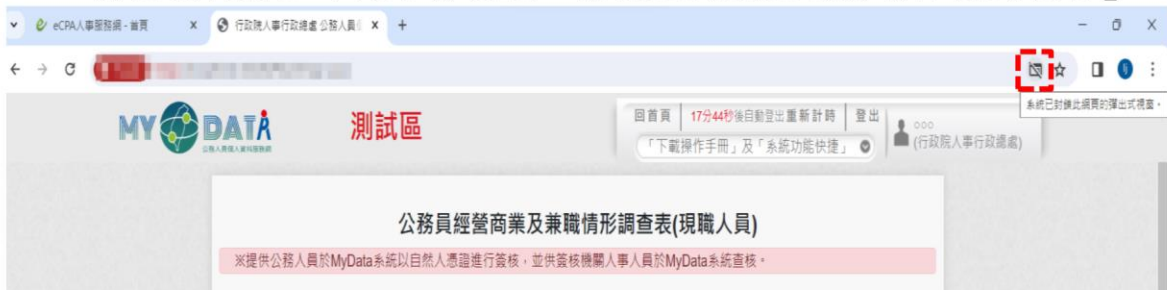 eCPA人事服務網 - 首頁
行政院人事行政總處 公務人員
系統已封鎖此網頁的彈出式視窗。
MY DATA
公務人員個人資料服務網
測試區
回首頁 17分44秒後自動登出重新計時 登出
「下載操作手冊」及「系統功能快捷」
ooo
(行政院人事行政總處)
公務員經營商業及兼職情形調查表(現職人員)
※提供公務人員於MyData系統以自然人憑證進行簽核，並供簽核機關人事人員於MyData系統查核。